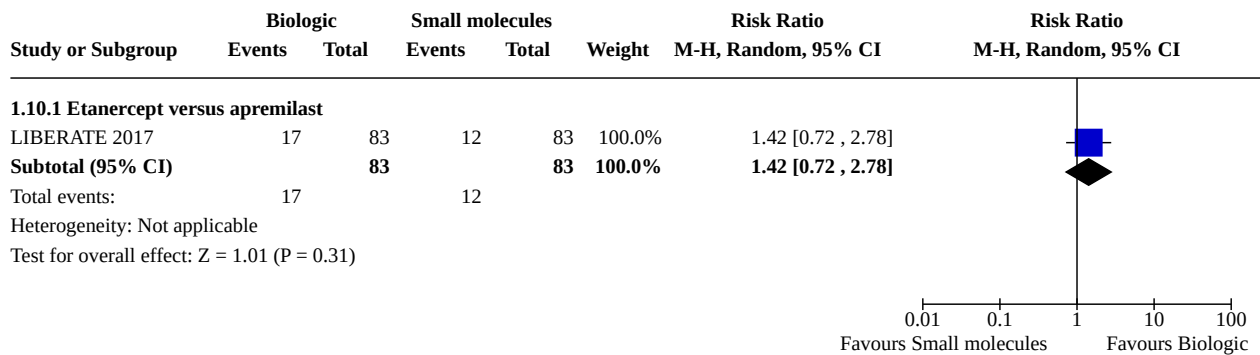 Biologic Small molecules Risk Ratio Risk Ratio
Study or Subgroup Events Total Events Total Weight M-H, Random, 95% CI M-H, Random, 95% CI
1.10.1 Etanercept versus apremilast
LIBERATE 2017 17 83 12 83 100.0% 1.42 [0.72 , 2.78]
Subtotal (95% CI) 83 83 100.0% 1.42 [0.72 , 2.78]
Total events: 17 12
Heterogeneity: Not applicable
Test for overall effect: Z = 1.01 (P = 0.31)
0.01 0.1 1 10 100
Favours Small molecules Favours Biologic